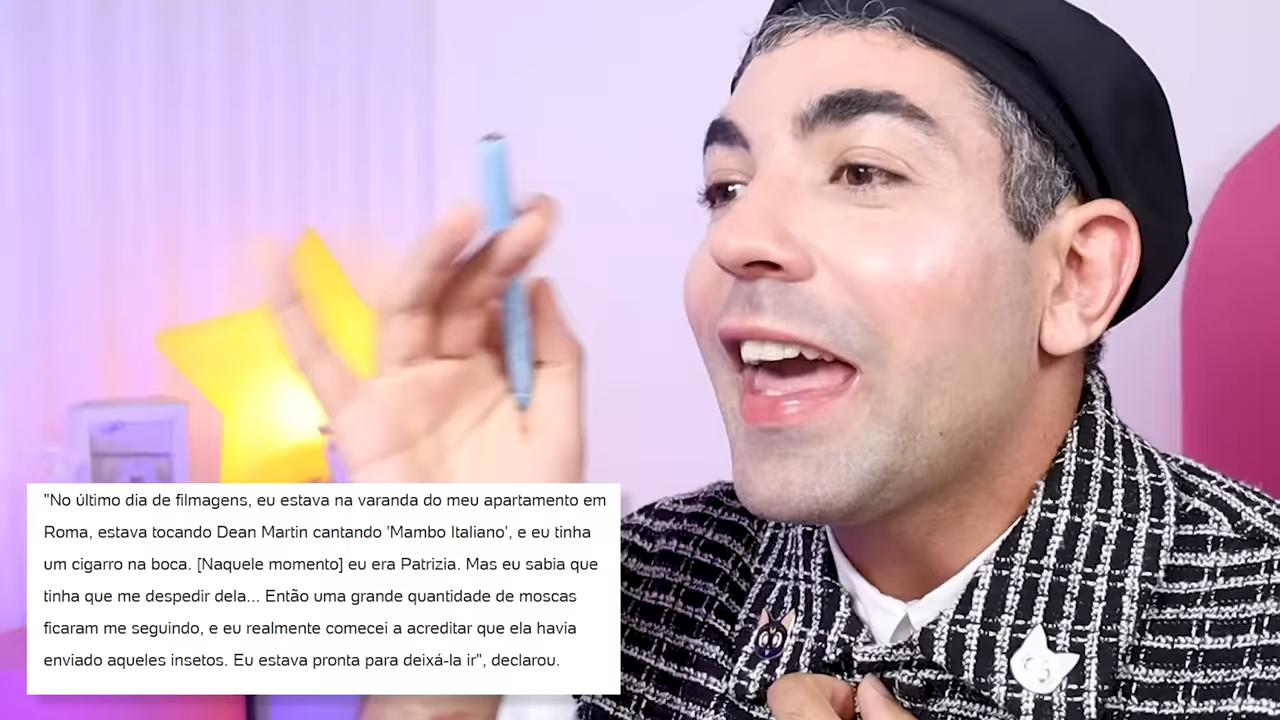 "No último dia de filmagens, eu estava na varanda do meu apartamento em
Roma, estava tocando Dean Martin cantando 'Mambo Italiano', e eu tinha
um cigarro na boca. [Naquele momento] eu era Patrizia. Mas eu sabia que
tinha que me despedir dela... Então uma grande quantidade de moscas
ficaram me seguindo, e eu realmente comecei a acreditar que ela havia
enviado aqueles insetos. Eu estava pronta para deixá-la ir", declarou.